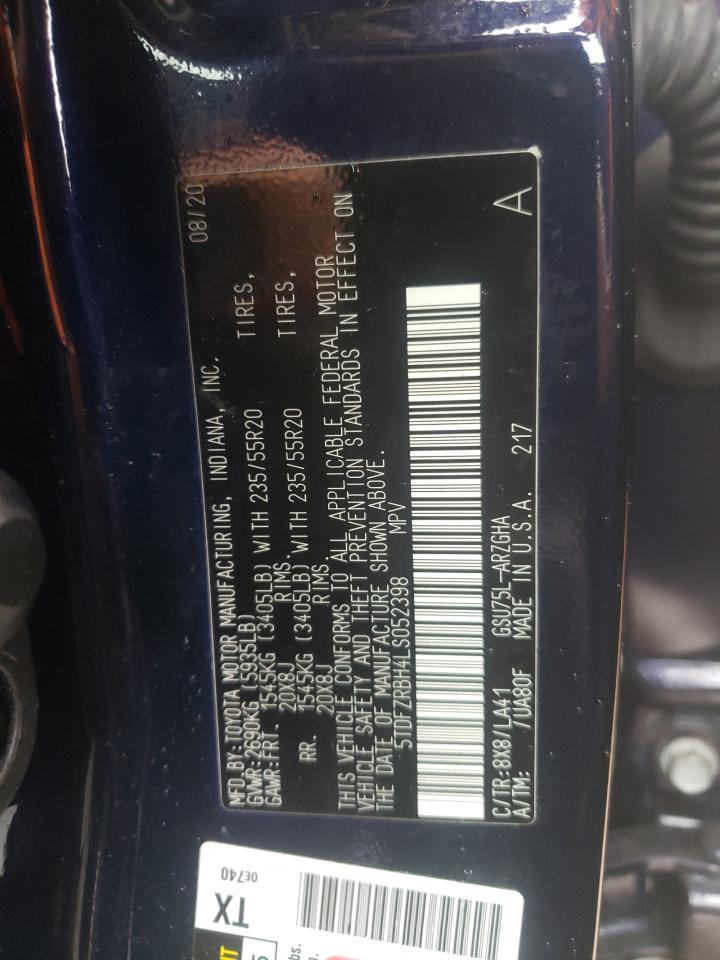 MFD.BY:TOYOTA MOTOR MANUFACTURING, INDIANA, INC. 08/20
GVWR:2690KG (5935LB)
GAWR:FRT 1545KG (3405LB) WITH 235/55R20 TIRES,
20X8J RIMS.
RR. 1545KG (3405LB) WITH 235/55R20 TIRES,
20X8J RIMS
THIS VEHICLE CONFORMS TO ALL APPLICABLE FEDERAL MOTOR
VEHICLE SAFETY AND THEFT PREVENTION STANDARDS IN EFFECT ON
THE DATE OF MANUFACTURE SHOWN ABOVE.
5TDFZRBH4LS052398 MPV
C/TR:8X8/LA41 GSU75L-ARZGHA
A/TM: /UA80F MADE IN U.S.A. 217 A
TX
0E740